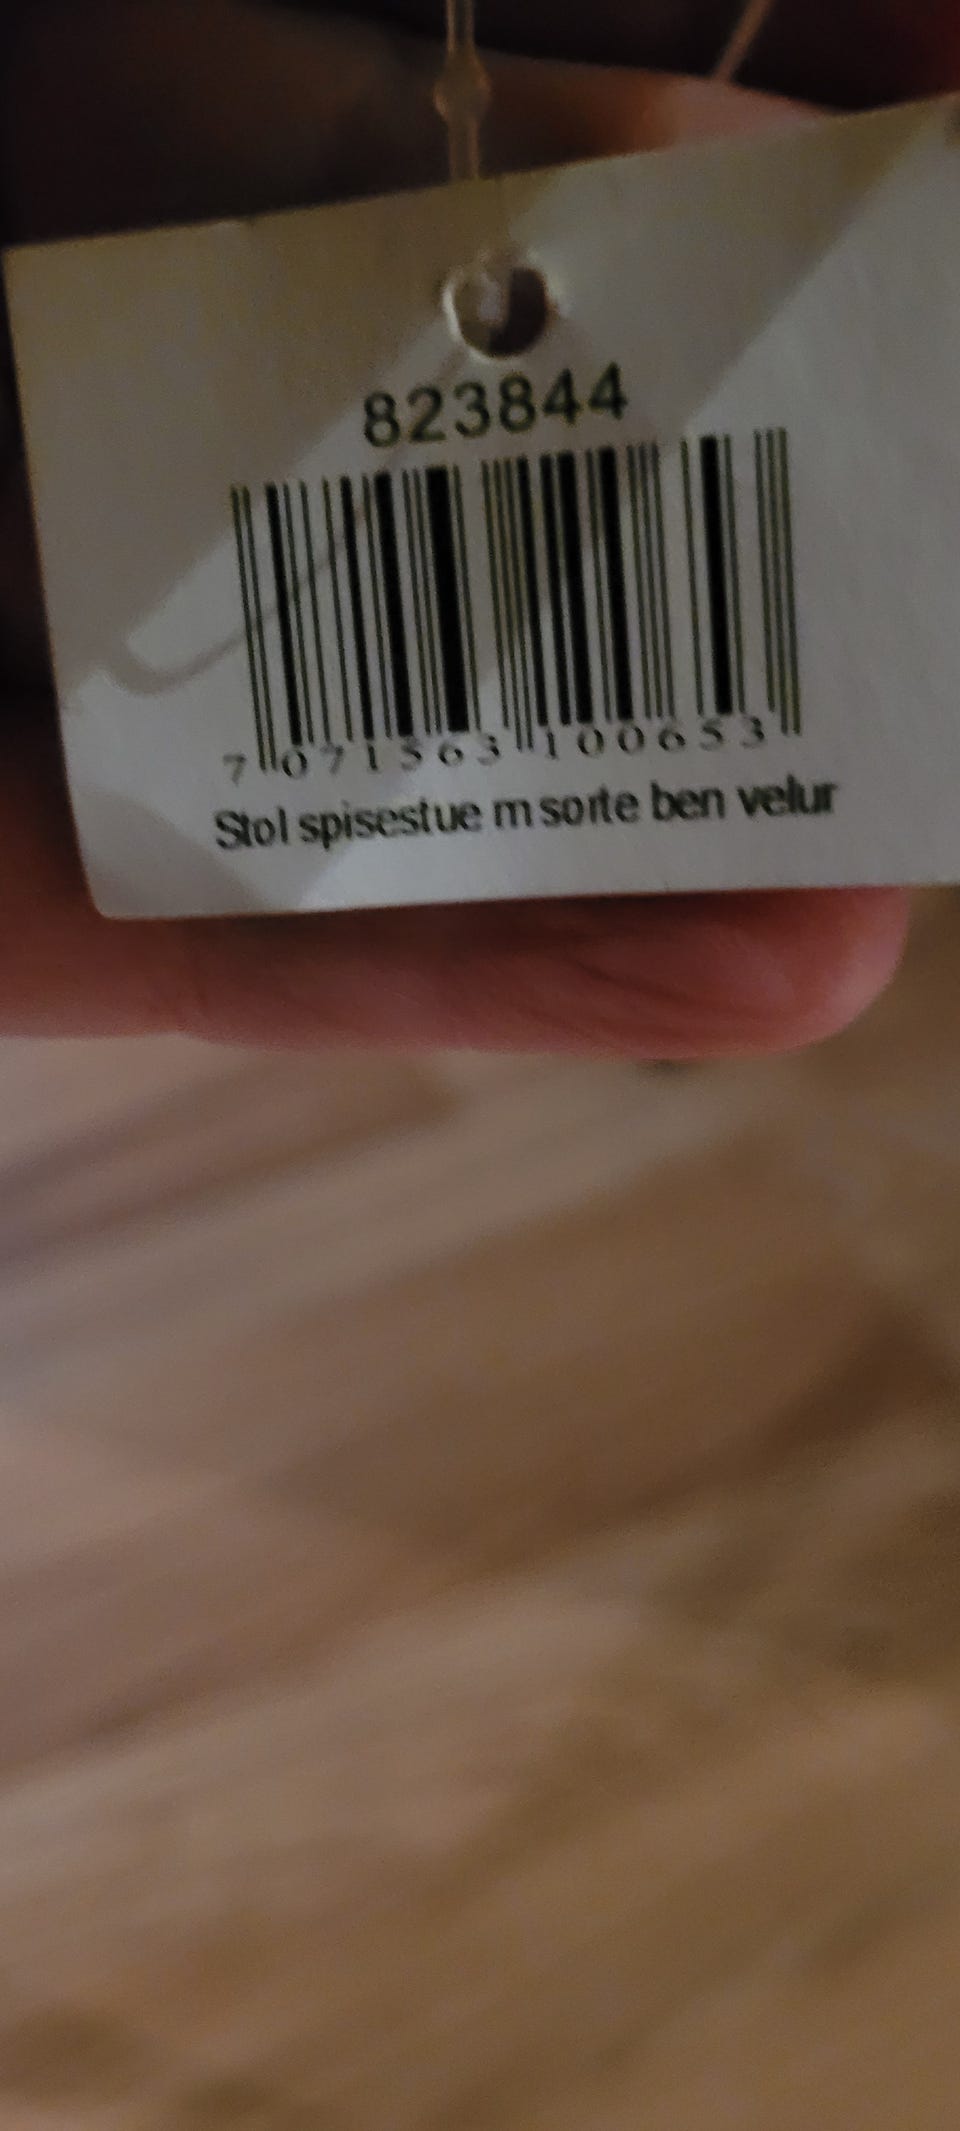 823844
7 071563 100653
Stol spisestue m sorte ben velur